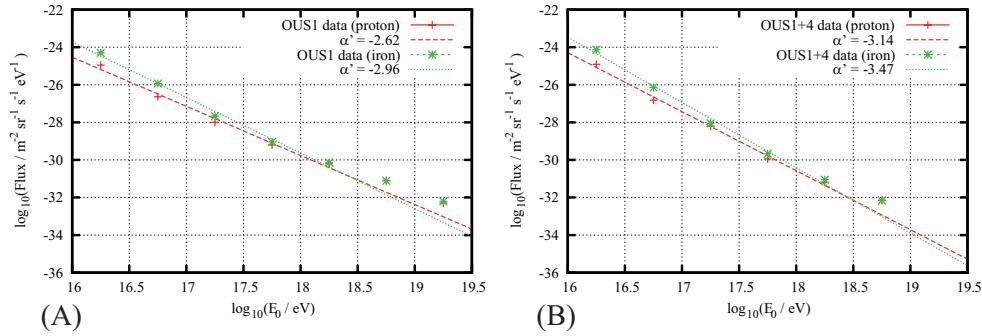 -22
-24
-26
-28
-30
-32
-34
-36
16
16.5
17
17.5
18
18.5
19
19.5
log10(Flux / m-2 sr-1 s-1 eV-1)
log10(E0 / eV)
OUS1 data (proton)
α’ = -2.62
OUS1 data (iron)
α’ = -2.96
(A)
-22
-24
-26
-28
-30
-32
-34
-36
16
16.5
17
17.5
18
18.5
19
19.5
log10(Flux / m-2 sr-1 s-1 eV-1)
log10(E0 / eV)
OUS1+4 data (proton)
α’ = -3.14
OUS1+4 data (iron)
α’ = -3.47
(B)